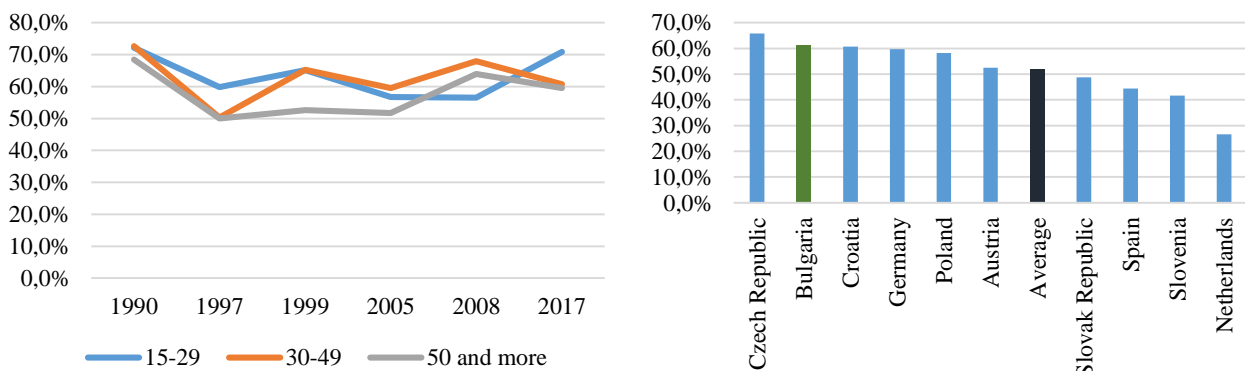 80,0%
70,0%
60,0%
50,0%
40,0%
30,0%
20,0%
10,0%
0,0%
1990 1997 1999 2005 2008 2017
15-29 30-49 50 and more
70,0%
60,0%
50,0%
40,0%
30,0%
20,0%
10,0%
0,0%
Czech Republic
Bulgaria
Croatia
Germany
Poland
Austria
Average
Slovak Republic
Spain
Slovenia
Netherlands